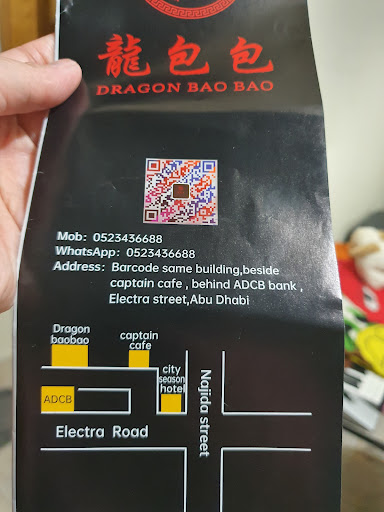 龍包包
DRAGON BAO BAO
Mob: 0523436688
WhatsApp: 0523436688
Address: Barcode same building,beside
captain cafe , behind ADCB bank ,
Electra street,Abu Dhabi
Dragon
baobao
captain
cafe
city
season
hotel
ADCB
Najida street
Electra Road